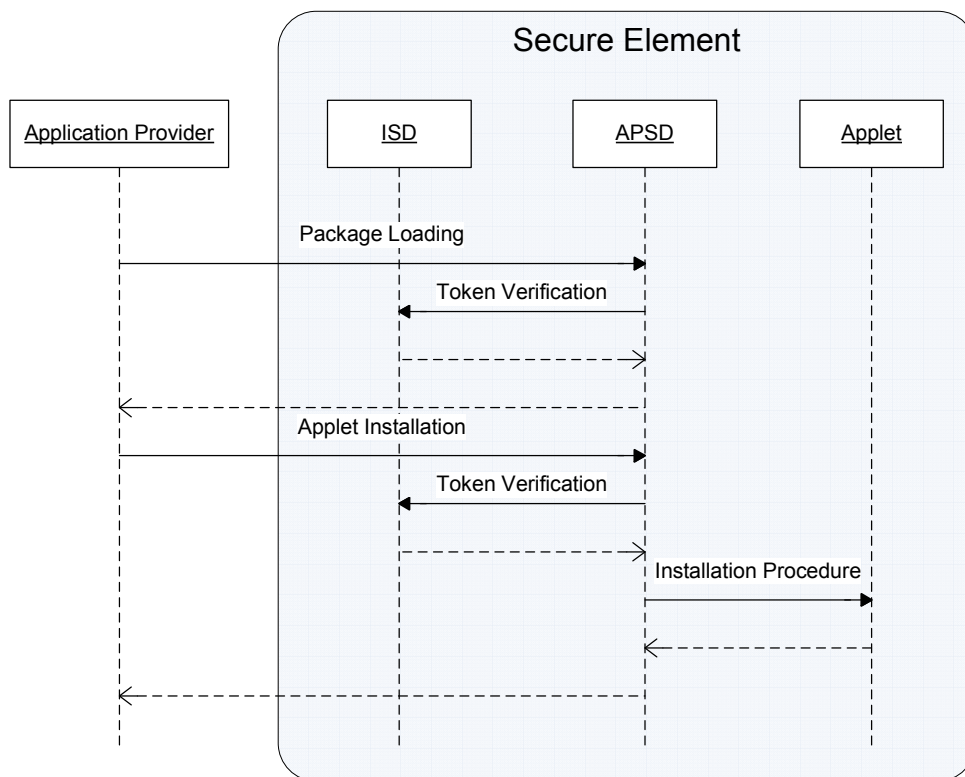 Secure Element
Application Provider
ISD
APSD
Applet
Package Loading
Token Verification
Applet Installation
Token Verification
Installation Procedure